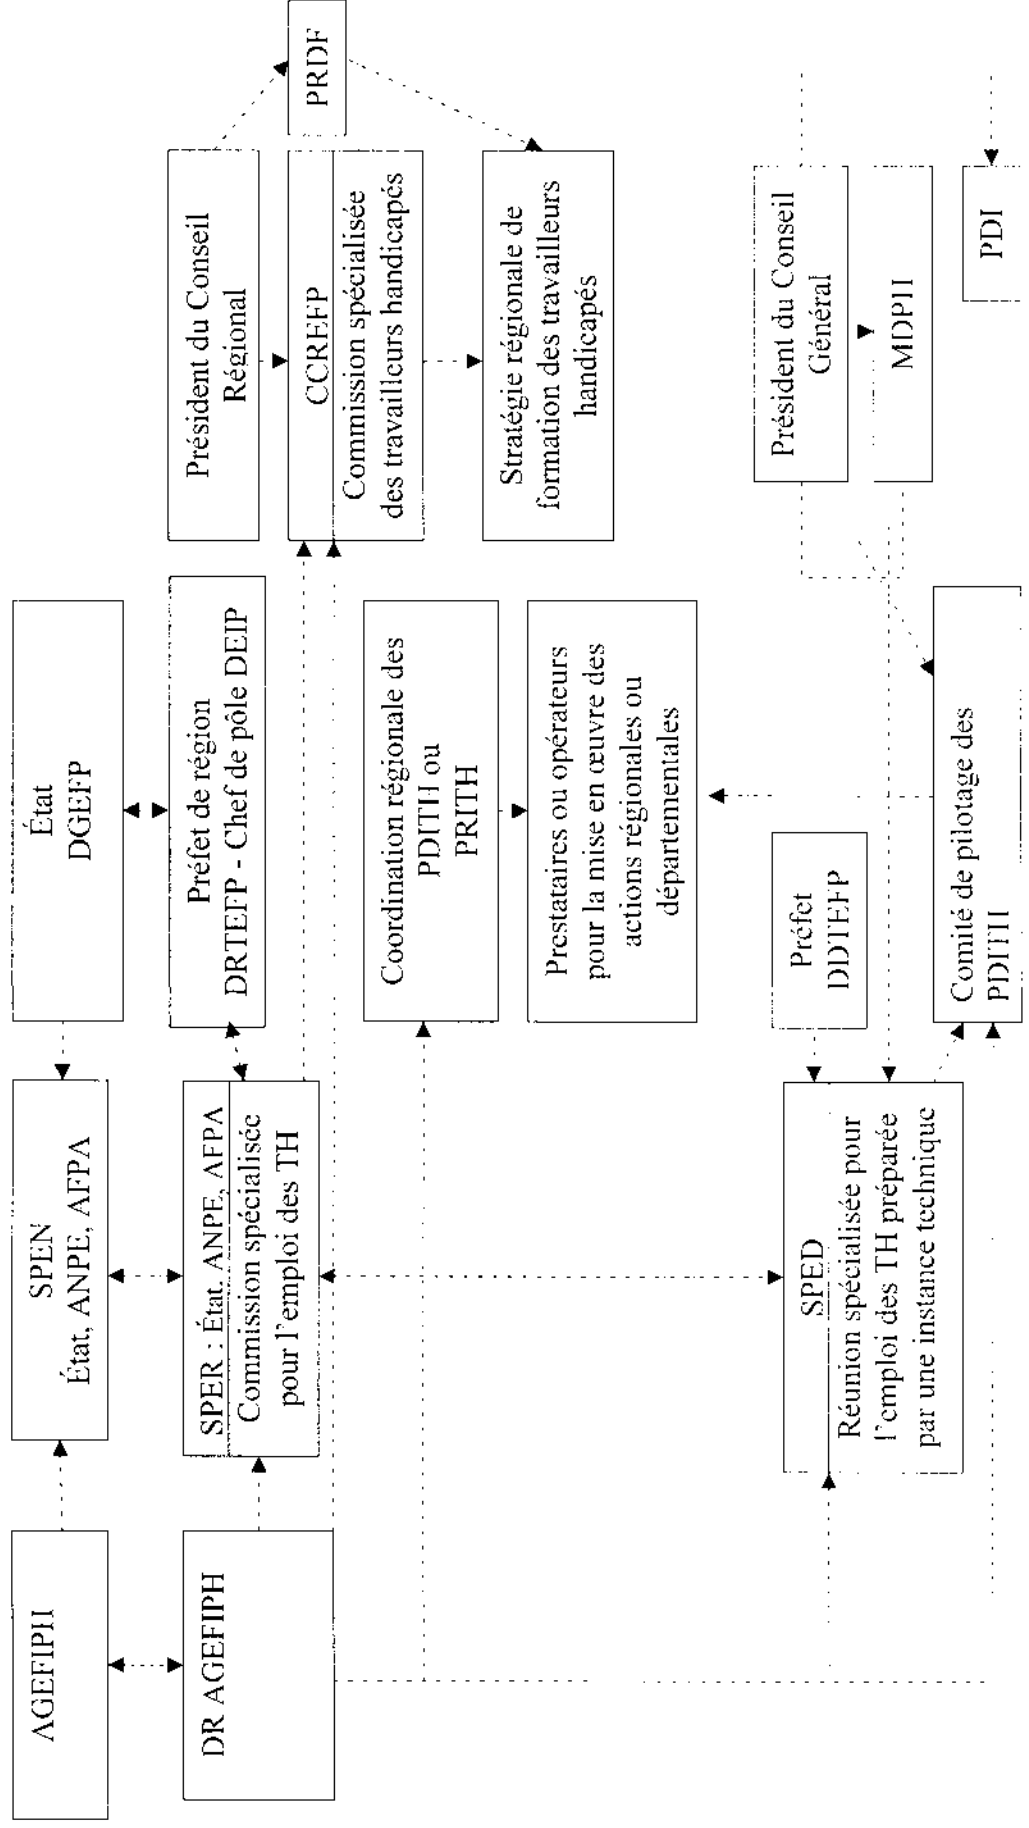 AGEFIPH
SPEN
État, ANPE, AFPA
État
DGEFP
DR AGEFIPH
SPER : État. ANPE, AFPA
Commission spécialisée
pour l'emploi des TH
Préfet de région
DRTEFP - Chef de pôle DEIP
Président du Conseil
Régional
CCREFP
Commission spécialisée
des travailleurs handicapés
PRDF
Coordination régionale des
PDITH ou
PRITH
Stratégie régionale de
formation des travailleurs
handicapés
Prestataires ou opérateurs
pour la mise en œuvre des
actions régionales ou
départementales
SPED
Réunion spécialisée pour
l'emploi des TH préparée
par une instance technique
Préfet
DDTEFP
Président du Conseil
Général
MDPH
Comité de pilotage des
PDITH
PDI